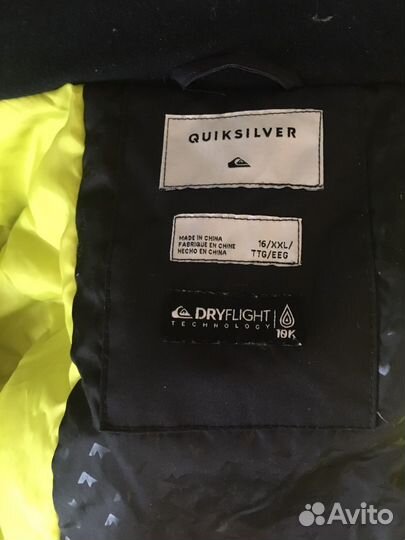 QUIKSILVER
MADE IN CHINA
FABRIQUE EN CHINE
HECHO EN CHINA
16/XXL/
TTG/EEG
DRYFLIGHT
TECHNOLOGY
10K
Avito